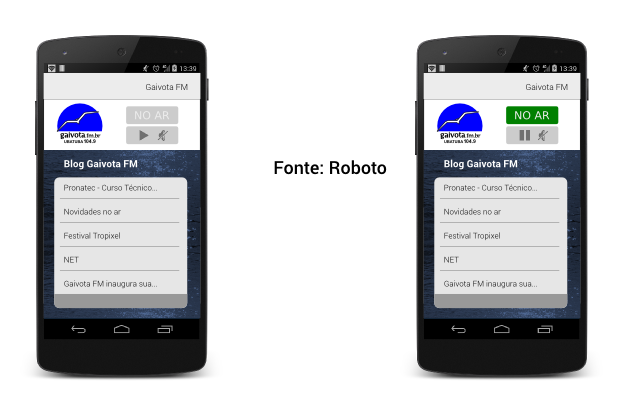 13:39
Gaivota FM
gaivota.fm.br
UBATUBA 104.9
NO AR
Blog Gaivota FM
Pronatec - Curso Técnico...
Novidades no ar
Festival Tropixel
NET
Gaivota FM inaugura sua...
Fonte: Roboto
13:39
Gaivota FM
gaivota.fm.br
UBATUBA 104.9
NO AR
Blog Gaivota FM
Pronatec - Curso Técnico...
Novidades no ar
Festival Tropixel
NET
Gaivota FM inaugura sua...